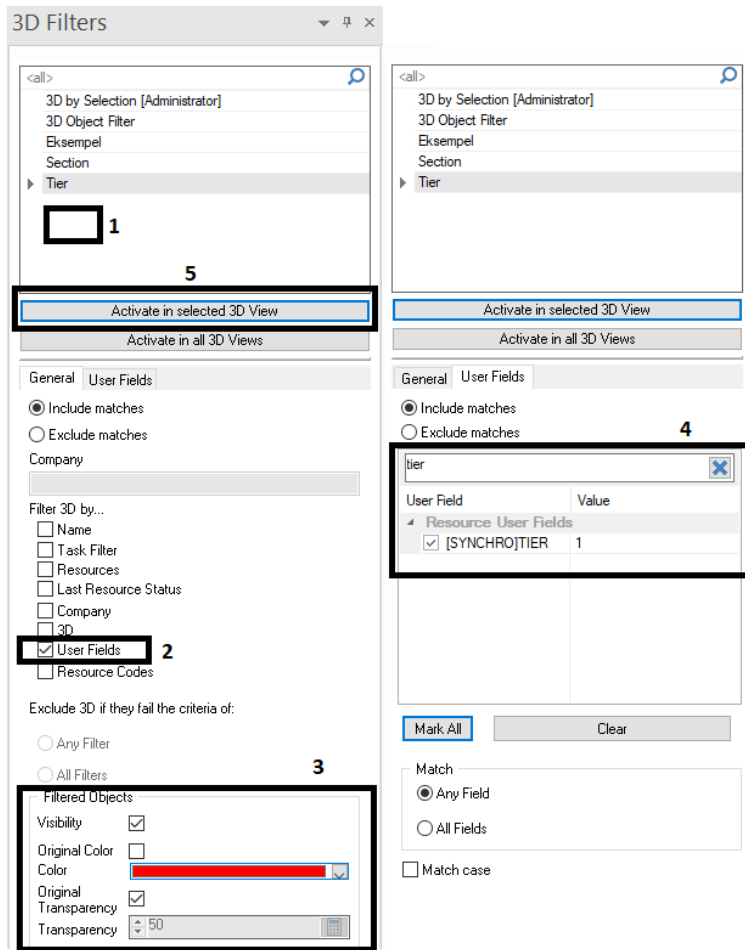 3D Filters
<all>
3D by Selection [Administrator]
3D Object Filter
Eksempel
Section
Tier
1
5
Activate in selected 3D View
Activate in all 3D Views
General
User Fields
Include matches
Exclude matches
Company
Filter 3D by...
Name
Task Filter
Resources
Last Resource Status
Company
3D
User Fields
2
Resource Codes
Exclude 3D if they fail the criteria of:
Any Filter
All Filters
3
Filtered Objects
Visibility
Original Color
Color
Original
Transparency
Transparency
50
<all>
3D by Selection [Administrator]
3D Object Filter
Eksempel
Section
Tier
Activate in selected 3D View
Activate in all 3D Views
General
User Fields
Include matches
Exclude matches
4
tier
User Field Value
Resource User Fields
[SYNCHRO]TIER 1
Mark All
Clear
Match
Any Field
All Fields
Match case